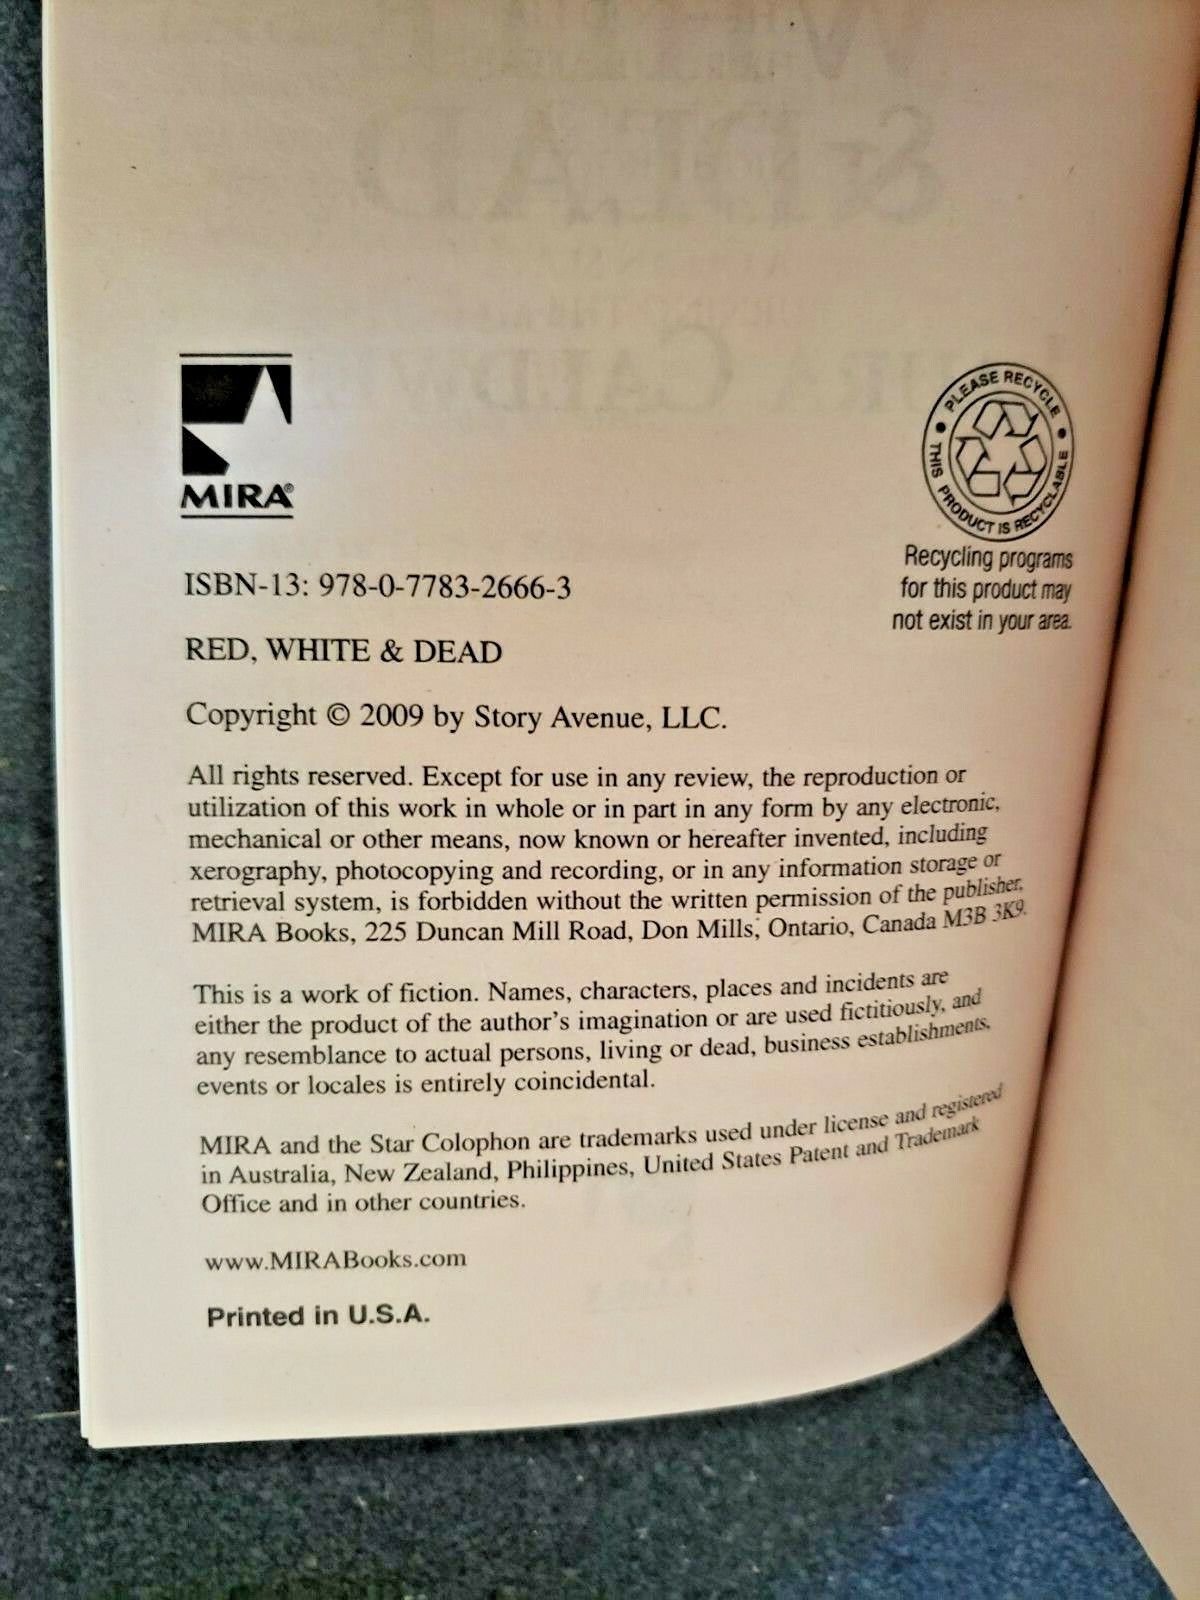 MIRA®
PLEASE RECYCLE
THIS PRODUCT IS RECYCLABLE
Recycling programs
for this product may
not exist in your area.
ISBN-13: 978-0-7783-2666-3
RED, WHITE & DEAD
Copyright © 2009 by Story Avenue, LLC.
All rights reserved. Except for use in any review, the reproduction or
utilization of this work in whole or in part in any form by any electronic,
mechanical or other means, now known or hereafter invented, including
xerography, photocopying and recording, or in any information storage or
retrieval system, is forbidden without the written permission of the publisher,
MIRA Books, 225 Duncan Mill Road, Don Mills, Ontario, Canada M3B 3K9.
This is a work of fiction. Names, characters, places and incidents are
either the product of the author's imagination or are used fictitiously, and
any resemblance to actual persons, living or dead, business establishments,
events or locales is entirely coincidental.
MIRA and the Star Colophon are trademarks used under license and registered
in Australia, New Zealand, Philippines, United States Patent and Trademark
Office and in other countries.
www.MIRABooks.com
Printed in U.S.A.